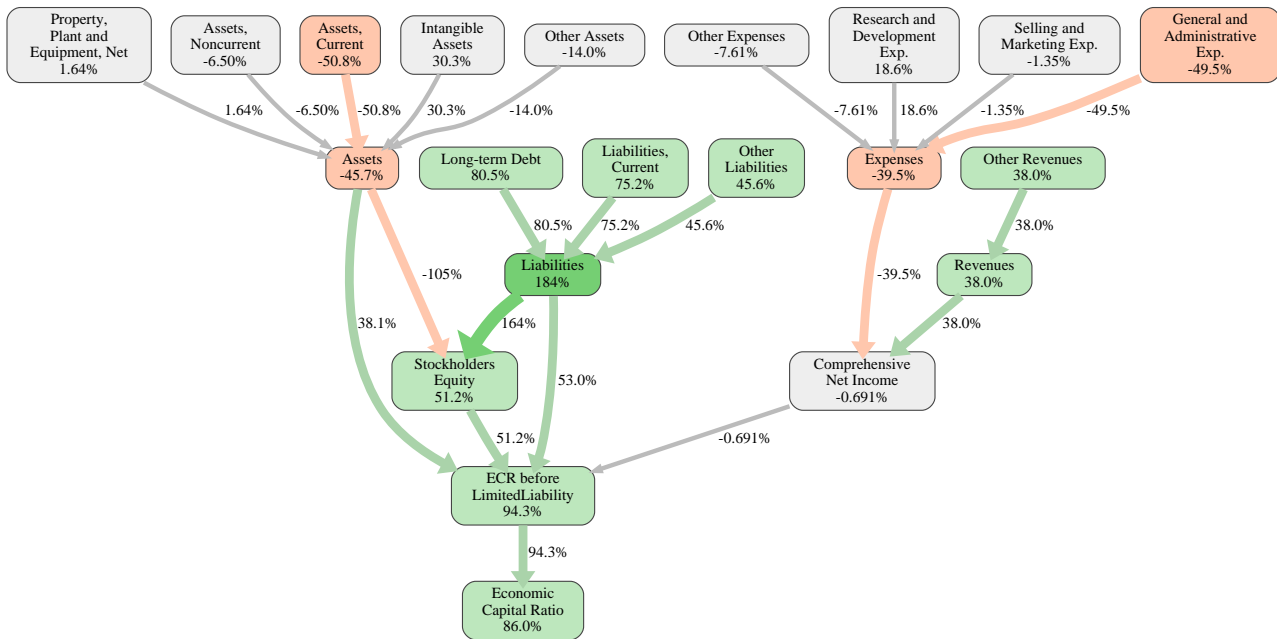 Property,
Plant and
Equipment, Net
1.64%
Assets,
Noncurrent
-6.50%
Assets,
Current
-50.8%
Intangible
Assets
30.3%
Other Assets
-14.0%
Other Expenses
-7.61%
Research and
Development
Exp.
18.6%
Selling and
Marketing Exp.
-1.35%
General and
Administrative
Exp.
-49.5%
1.64%
-6.50%
-50.8%
30.3%
-14.0%
-7.61%
18.6%
-1.35%
-49.5%
Assets
-45.7%
Long-term Debt
80.5%
Liabilities,
Current
75.2%
Other
Liabilities
45.6%
Expenses
-39.5%
Other Revenues
38.0%
80.5%
75.2%
45.6%
38.0%
Liabilities
184%
Revenues
38.0%
-105%
-39.5%
38.1%
164%
38.0%
Stockholders
Equity
51.2%
53.0%
Comprehensive
Net Income
-0.691%
51.2%
-0.691%
ECR before
LimitedLiability
94.3%
94.3%
Economic
Capital Ratio
86.0%